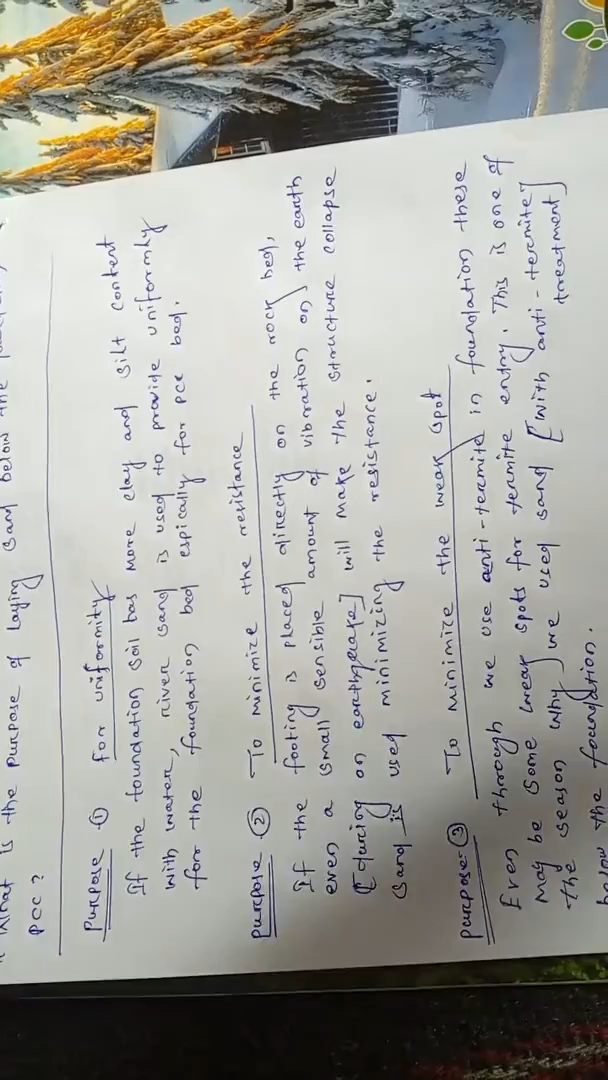 What is the purpose of laying sand below the
pcc?
purpose ① for uniformity
If the foundation soil has more clay and silt content
with water, river sand is used to provide uniformly
for the foundation bed espically for pcc bed.
purpose ② To minimize the resistance
If the footing is placed directly on the rock bed,
even a small sensible amount of vibration on the earth
[during on earthquake] will make the structure collapse
sand is used minimizing the resistance.
purpose-③ To minimize the weak spot
Even through we use anti-termite in foundation these
may be some weak spots for termite entry. This is one of
the season why we used sand [with anti-termite]
treatment
below the foundation.